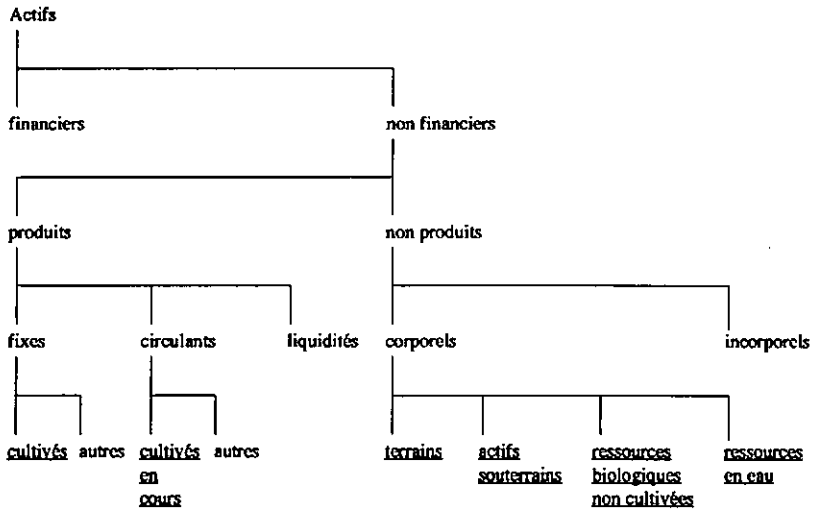 Actifs
financiers non financiers
produits non produits
fixes circulants liquidités corporels incorporels
cultivés autres cultivés autres terrains actifs ressources ressources
en souterrains biologiques en eau
cours non cultivées